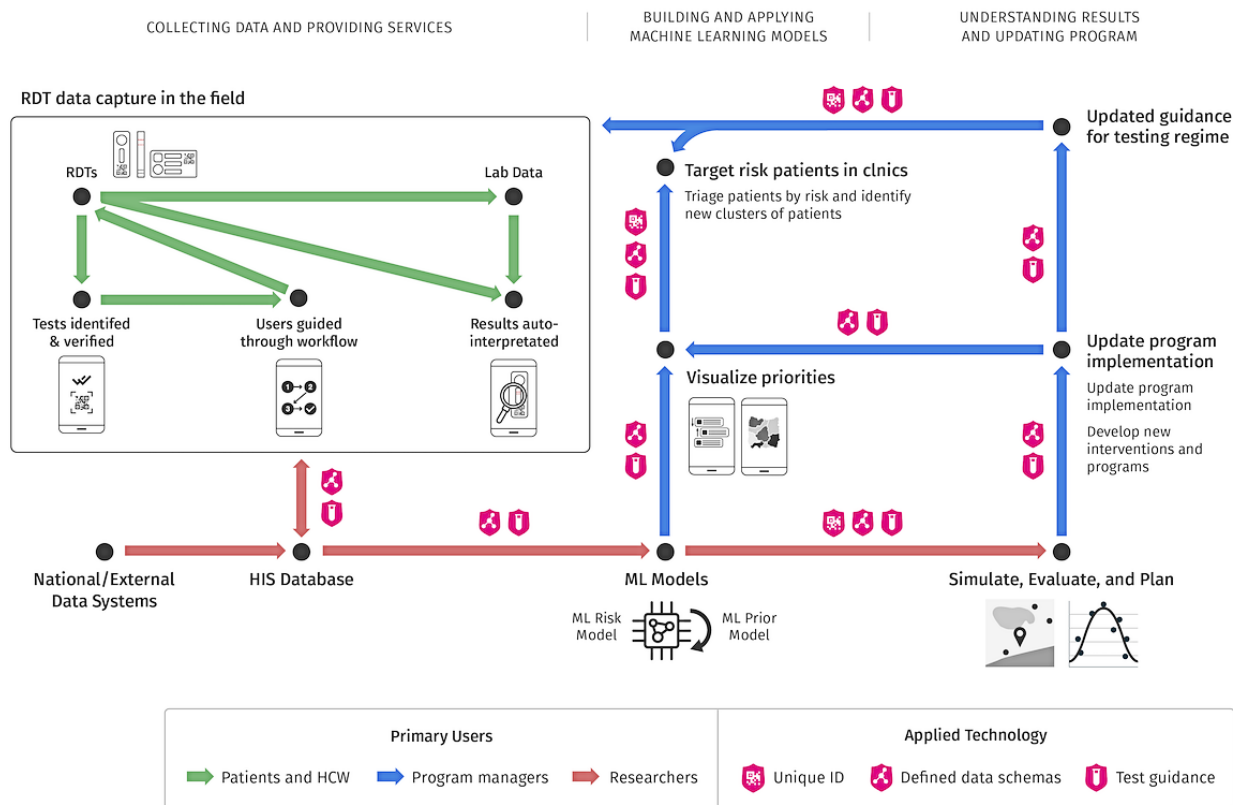 COLLECTING DATA AND PROVIDING SERVICES
BUILDING AND APPLYING
MACHINE LEARNING MODELS
UNDERSTANDING RESULTS
AND UPDATING PROGRAM
RDT data capture in the field
RDTs
Lab Data
Tests identifed
& verified
Users guided
through workflow
Results auto-
interpretated
1
2
3
Updated guidance
for testing regime
Target risk patients in clnics
Triage patients by risk and identify
new clusters of patients
Visualize priorities
Update program
implementation
Update program
implementation
Develop new
interventions and
programs
National/External
Data Systems
HIS Database
ML Models
ML Risk
Model
ML Prior
Model
Simulate, Evaluate, and Plan
Primary Users
Patients and HCW
Program managers
Researchers
Applied Technology
Unique ID
Defined data schemas
Test guidance